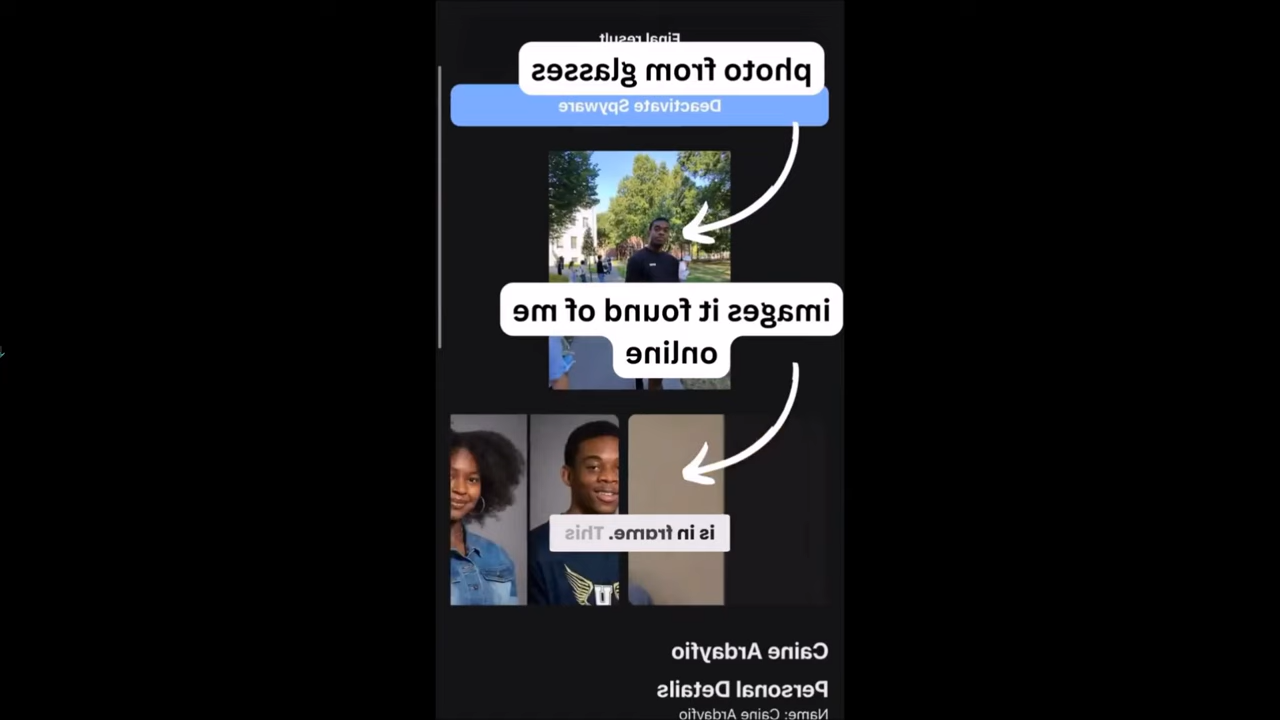 Final result
photo from glasses
Deactivate Spyware
images it found of me
online
is in frame. This
U
Caine Ardayfio
Personal Details
Name: Caine Ardayfio